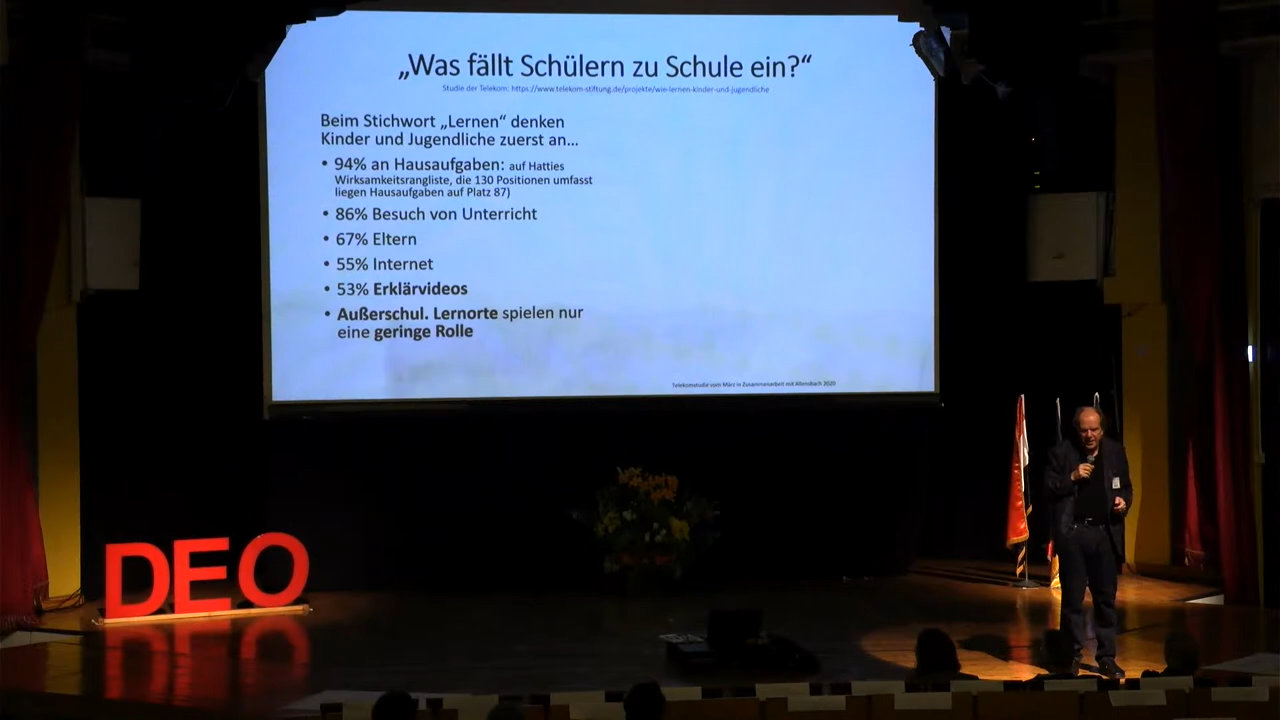 „Was fällt Schülern zu Schule ein?“
Studie der Telekom: https://www.telekom-stiftung.de/projekte/wie-lernen-kinder-und-jugendliche
Beim Stichwort „Lernen“ denken
Kinder und Jugendliche zuerst an...
• 94% an Hausaufgaben: auf Hatties
Wirksamkeitsrangliste, die 130 Positionen umfasst
liegen Hausaufgaben auf Platz 87)
• 86% Besuch von Unterricht
• 67% Eltern
• 55% Internet
• 53% Erklärvideos
• Außerschul. Lernorte spielen nur
eine geringe Rolle
Telekomstudie vom März in Zusammenarbeit mit Allensbach 2020
DEO